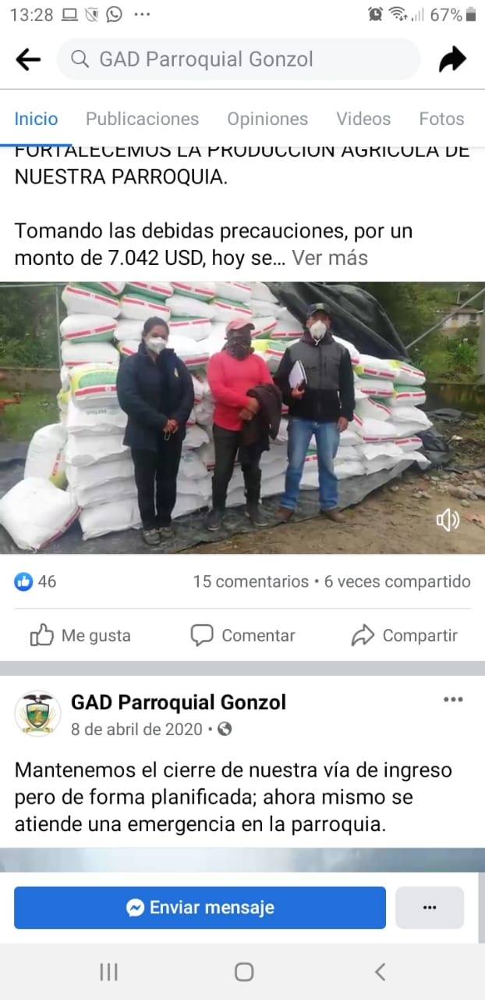 13:28
67%
GAD Parroquial Gonzol
Inicio Publicaciones Opiniones Videos Fotos
FORTALECEMOS LA PRODUCCIÓN AGRÍCOLA DE
NUESTRA PARROQUIA.
Tomando las debidas precauciones, por un
monto de 7.042 USD, hoy se... Ver más
46
15 comentarios • 6 veces compartido
Me gusta Comentar Compartir
GAD Parroquial Gonzol
8 de abril de 2020 •
Mantenemos el cierre de nuestra vía de ingreso
pero de forma planificada; ahora mismo se
atiende una emergencia en la parroquia.
Enviar mensaje